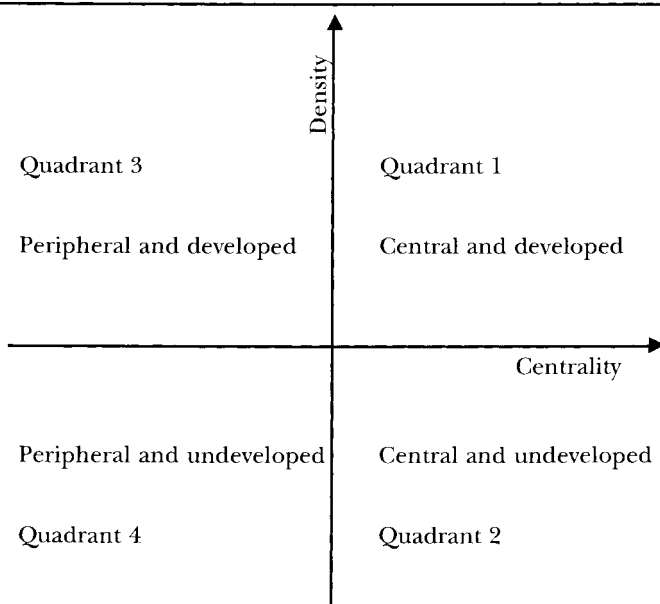 Density
Quadrant 3
Quadrant 1
Peripheral and developed
Central and developed
Centrality
Peripheral and undeveloped
Central and undeveloped
Quadrant 4
Quadrant 2